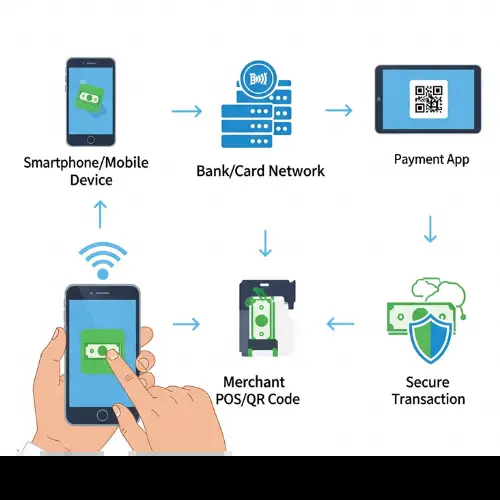 Smartphone/Mobile
Device
Bank/Card Network
Payment App
Merchant
POS/QR Code
Secure
Transaction